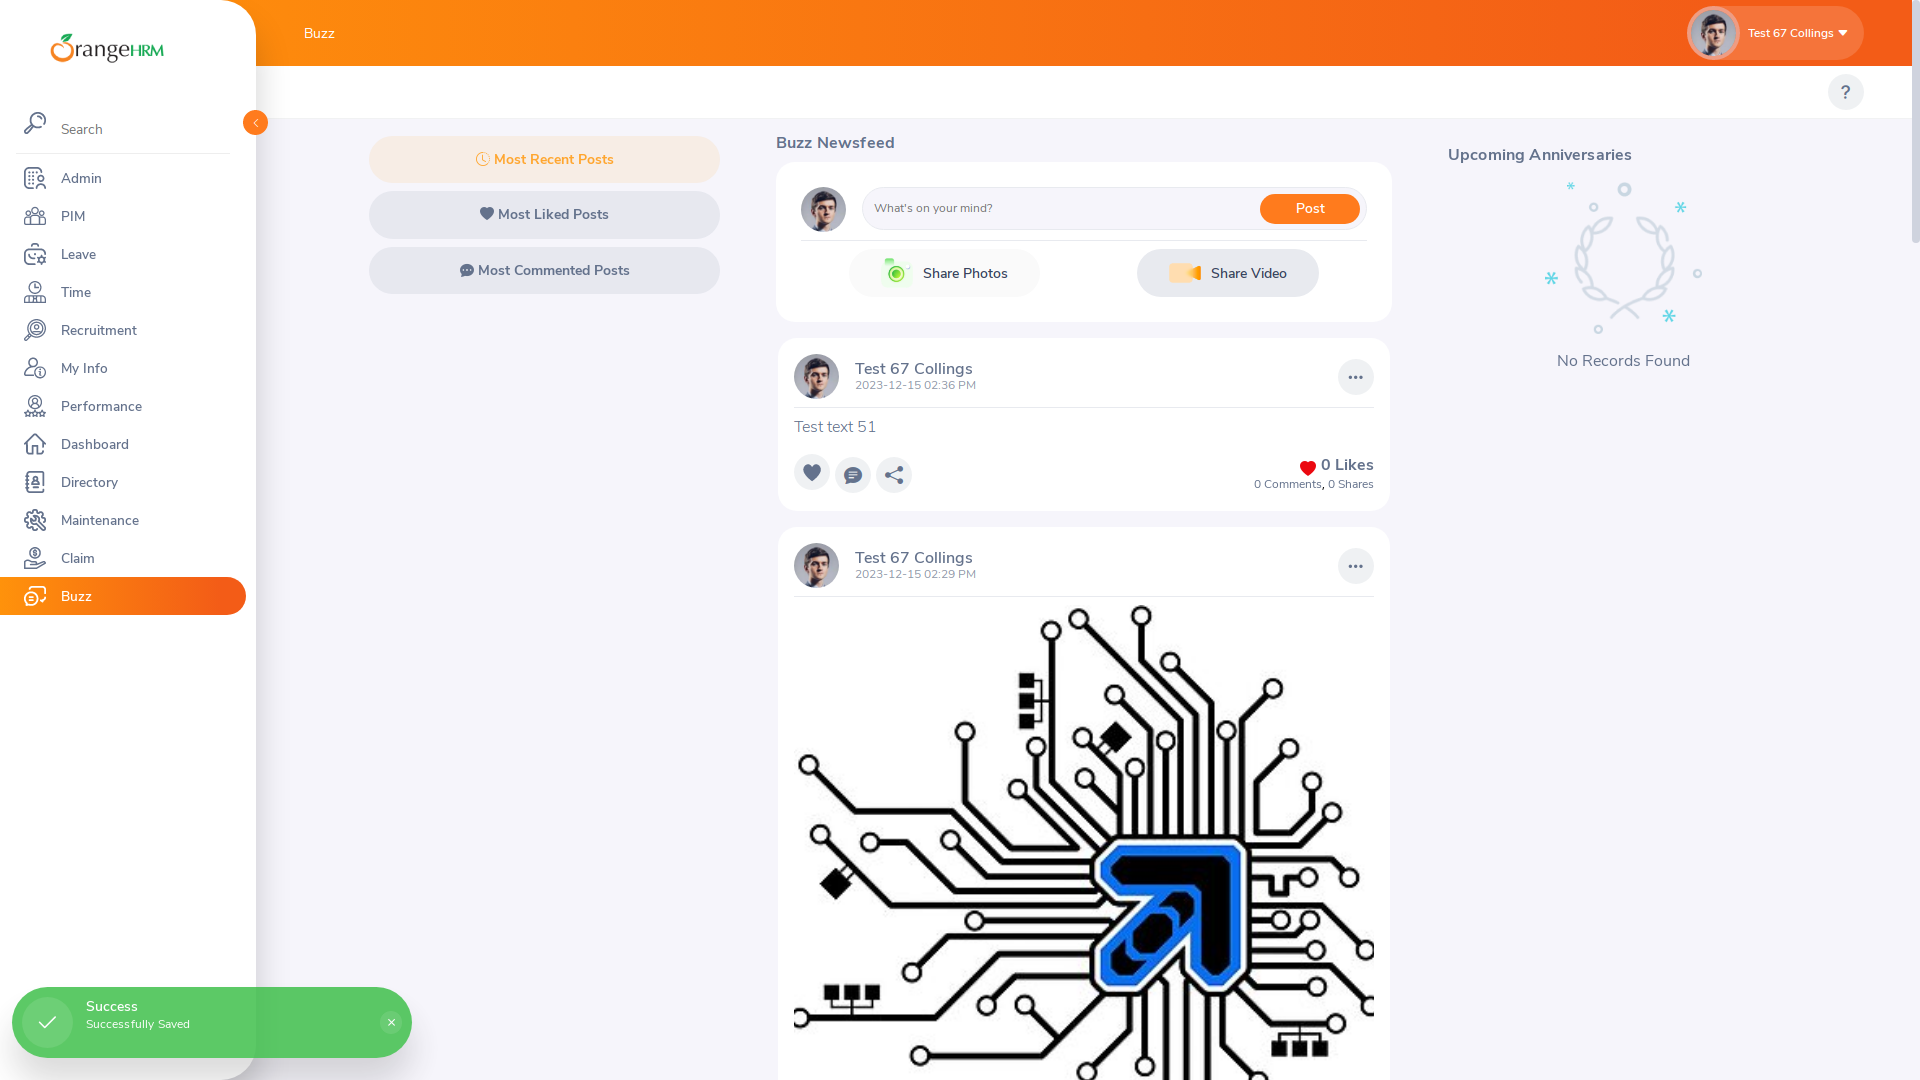 OrangeHRM
Buzz
Test 67 Collings
?
Search
Admin
PIM
Leave
Time
Recruitment
My Info
Performance
Dashboard
Directory
Maintenance
Claim
Buzz
Most Recent Posts
Most Liked Posts
Most Commented Posts
Buzz Newsfeed
What's on your mind?
Post
Share Photos
Share Video
Test 67 Collings
2023-12-15 02:36 PM
Test text 51
0 Likes
0 Comments, 0 Shares
Test 67 Collings
2023-12-15 02:29 PM
Upcoming Anniversaries
No Records Found
Success
Successfully Saved